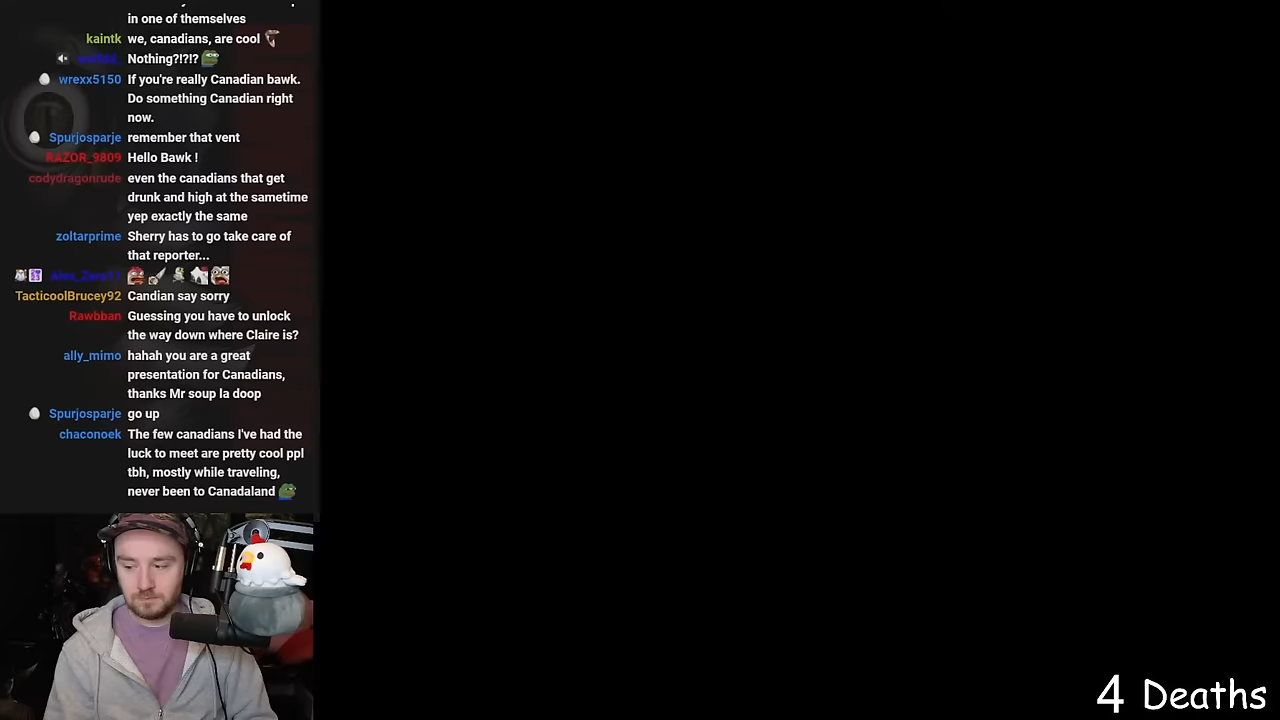 in one of themselves
kaintk we, canadians, are cool
Nothing?!?!?
wrexx5150 If you're really Canadian bawk.
Do something Canadian right
now.
Spurjosparje remember that vent
RAZOR_9809 Hello Bawk !
codydragonrude even the canadians that get
drunk and high at the sametime
yep exactly the same
zoltarprime Sherry has to go take care of
that reporter...
Alex_Zero11
TacticoolBrucey92 Candian say sorry
Rawbban Guessing you have to unlock
the way down where Claire is?
ally_mimo hahah you are a great
presentation for Canadians,
thanks Mr soup la doop
Spurjosparje go up
chaconoek The few canadians I've had the
luck to meet are pretty cool ppl
tbh, mostly while traveling,
never been to Canadaland
4 Deaths